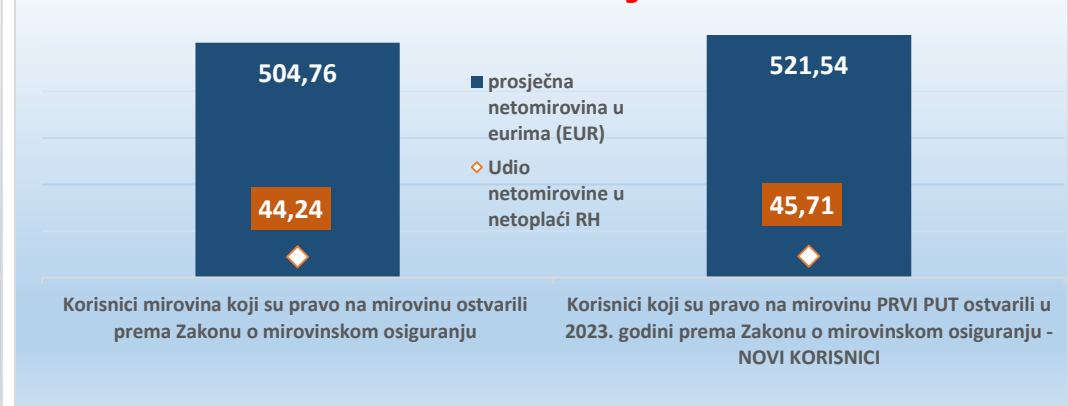 504,76
521,54
prosječna
netomirovina u
eurima (EUR)
Udio
netomirovine u
netoplaći RH
44,24
45,71
Korisnici mirovina koji su pravo na mirovinu ostvarili
prema Zakonu o mirovinskom osiguranju
Korisnici koji su pravo na mirovinu PRVI PUT ostvarili u
2023. godini prema Zakonu o mirovinskom osiguranju -
NOVI KORISNICI